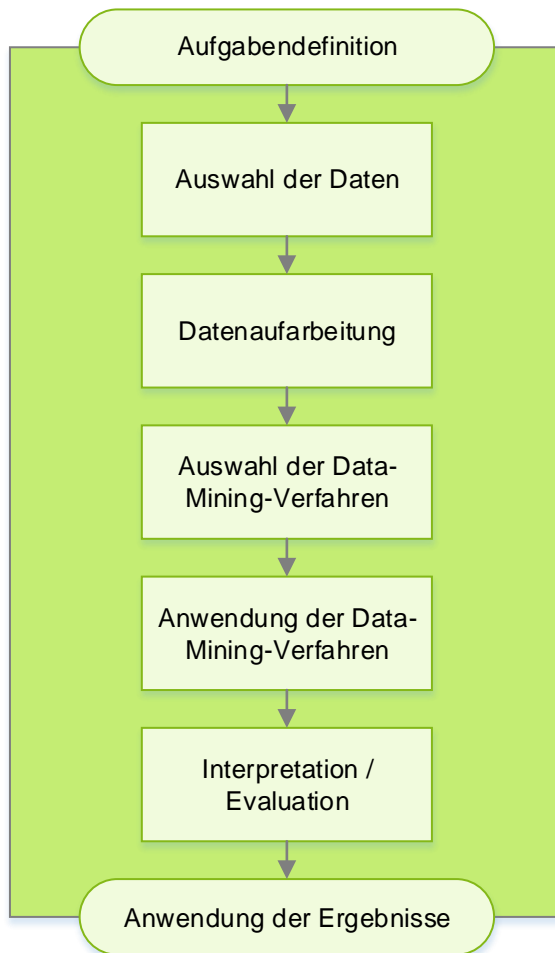 Aufgabendefinition
Auswahl der Daten
Datenaufarbeitung
Auswahl der Data-
Mining-Verfahren
Anwendung der Data-
Mining-Verfahren
Interpretation /
Evaluation
Anwendung der Ergebnisse